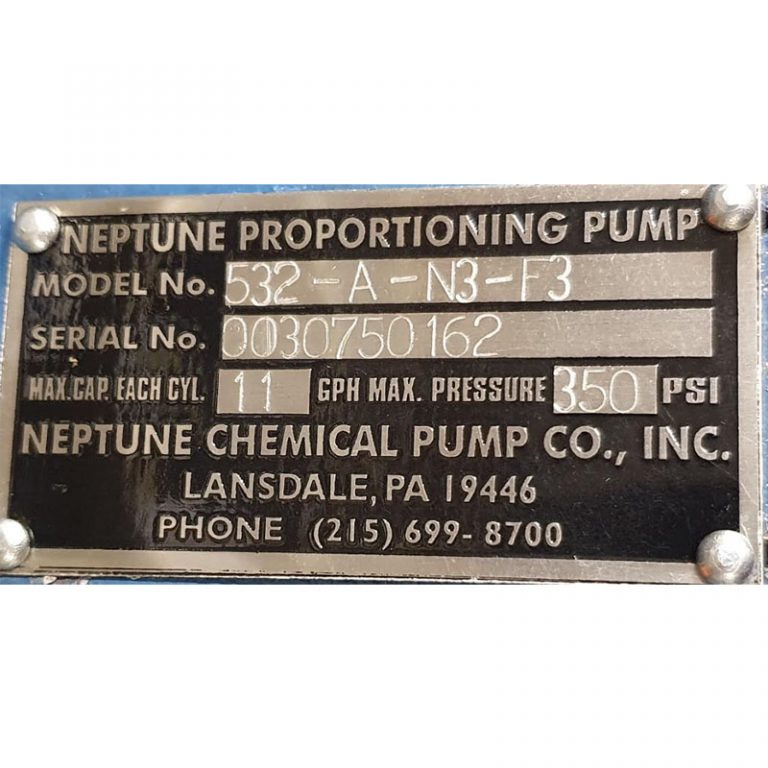 NEPTUNE PROPORTIONING PUMP
MODEL No. 532-A-N3-F3
SERIAL No. 0030750162
MAX.CAP. EACH CYL. 11 GPH MAX. PRESSURE 350 PSI
NEPTUNE CHEMICAL PUMP CO., INC.
LANSDALE, PA 19446
PHONE (215) 699-8700